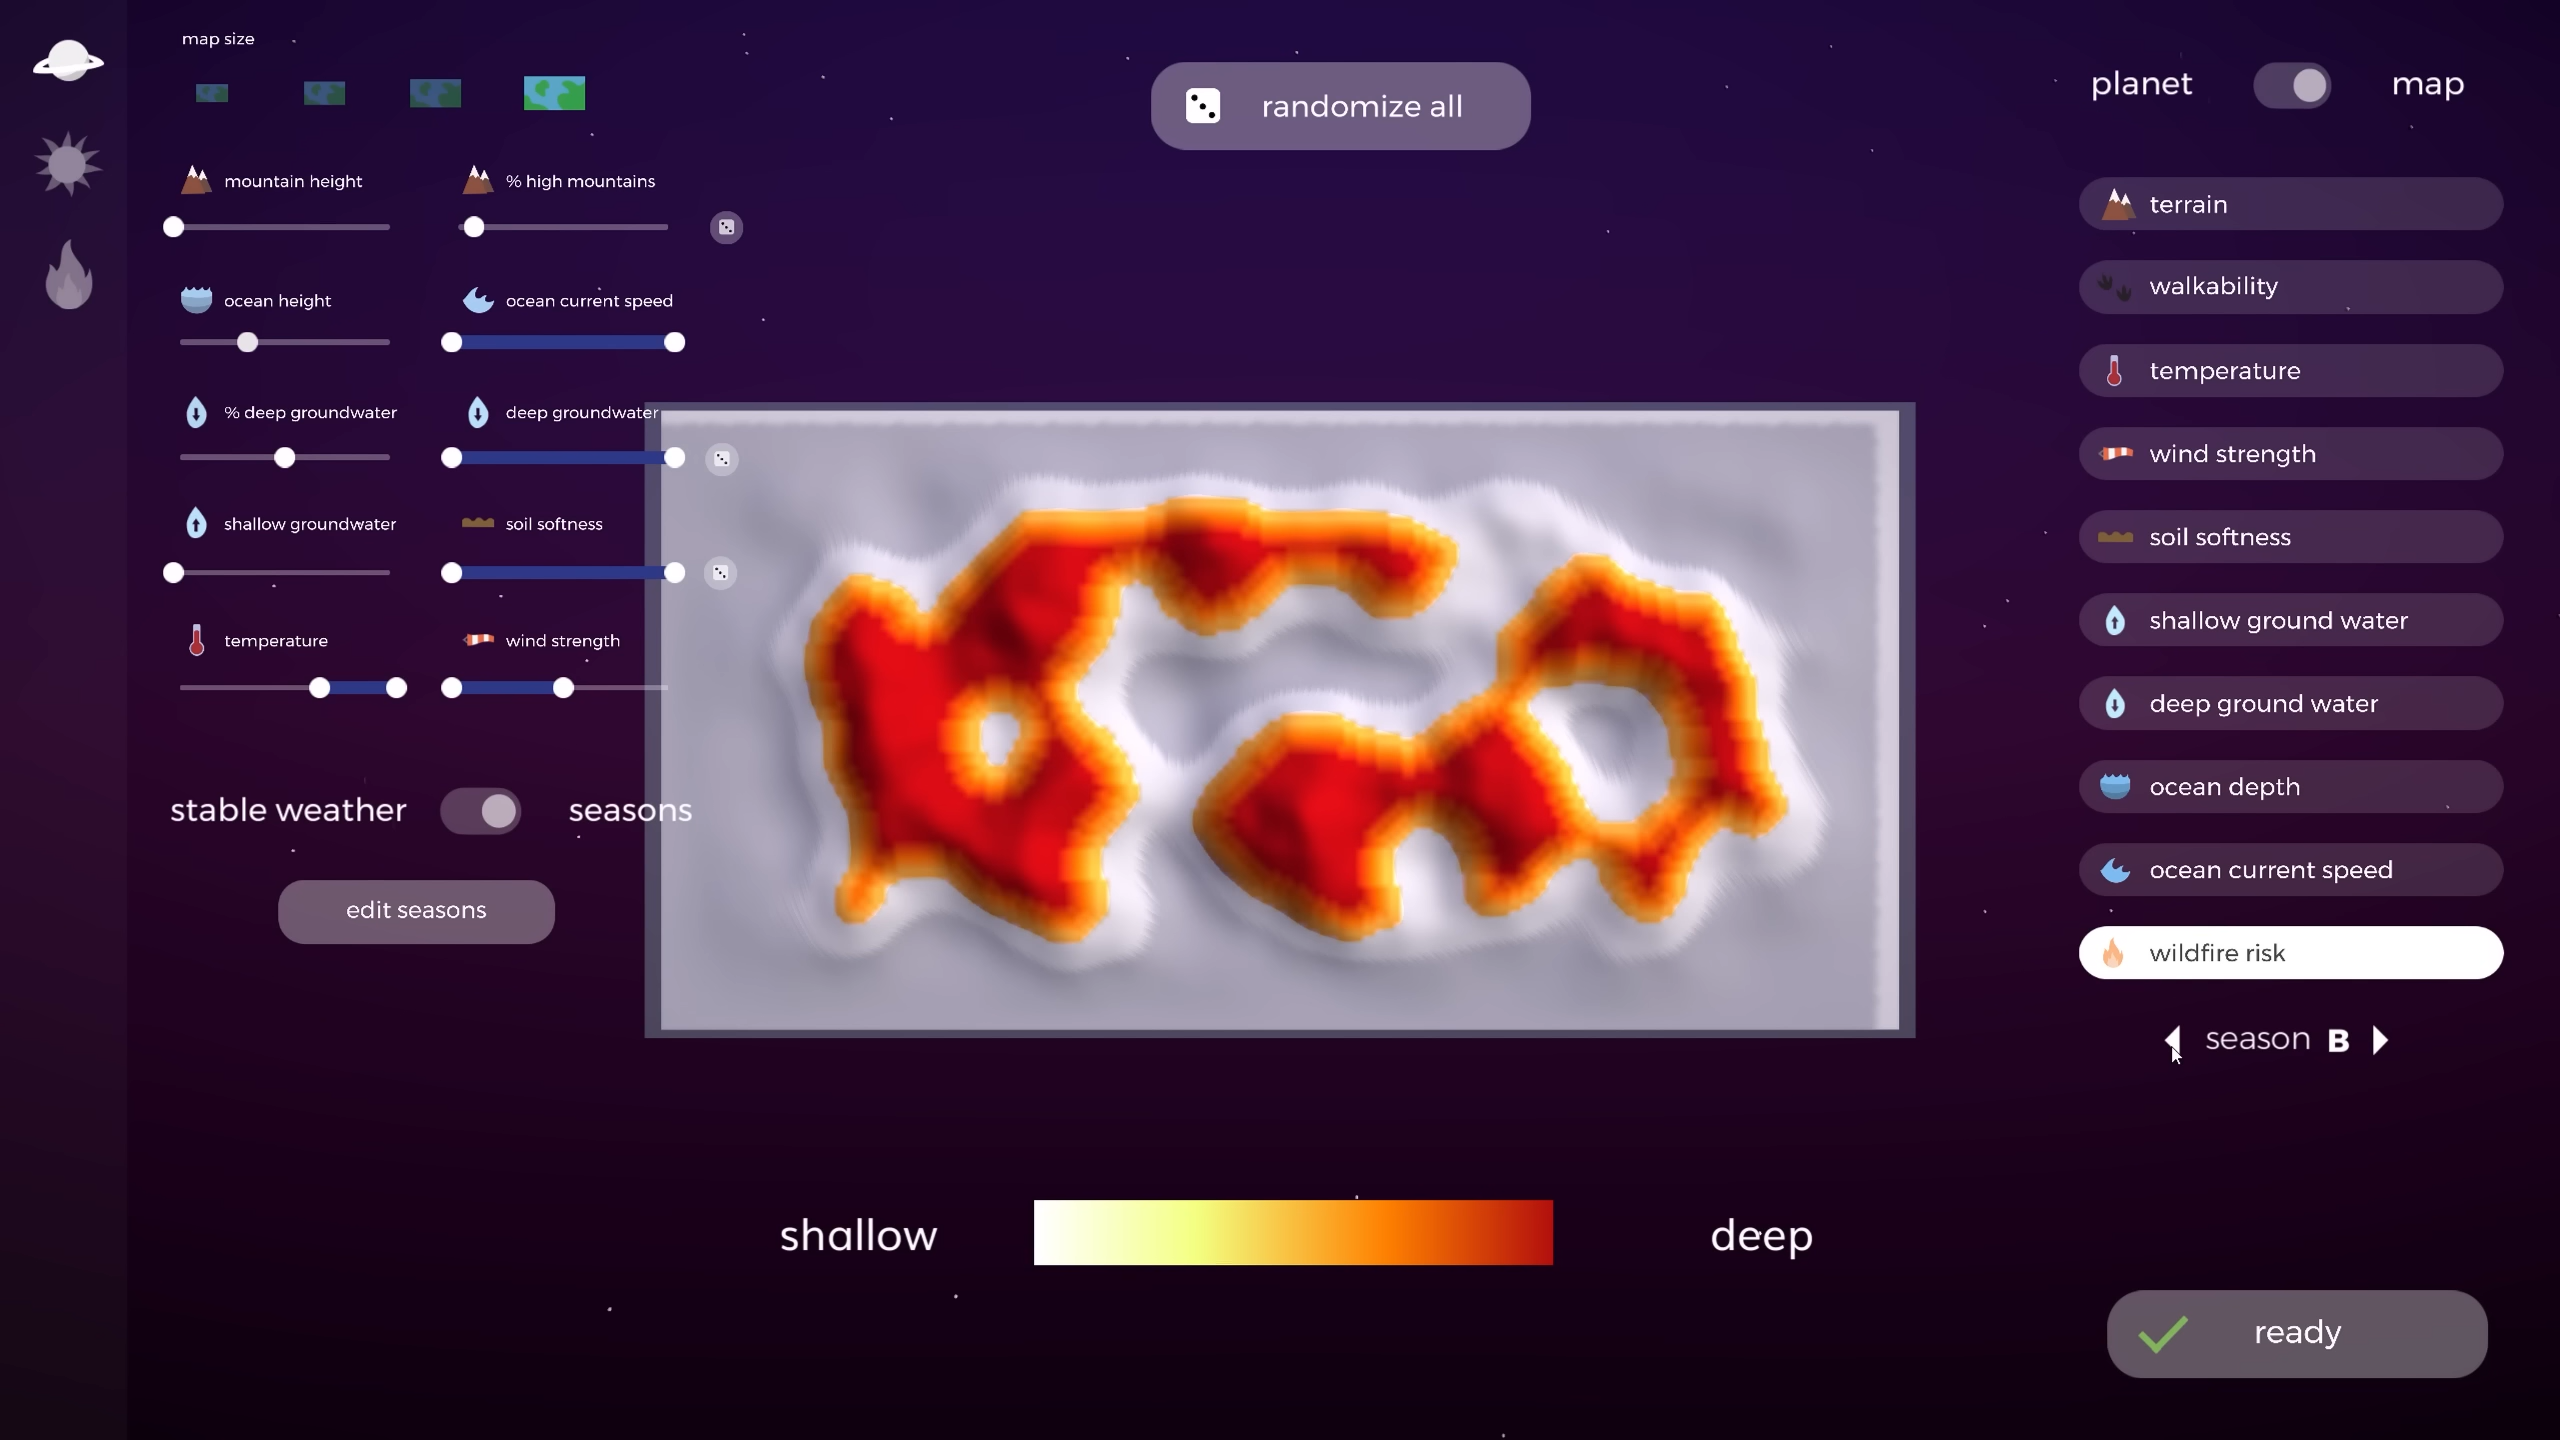 map size
randomize all
planet
map
mountain height
% high mountains
ocean height
ocean current speed
% deep groundwater
deep groundwater
shallow groundwater
soil softness
temperature
wind strength
stable weather
seasons
edit seasons
terrain
walkability
temperature
wind strength
soil softness
shallow ground water
deep ground water
ocean depth
ocean current speed
wildfire risk
season B
shallow
deep
ready